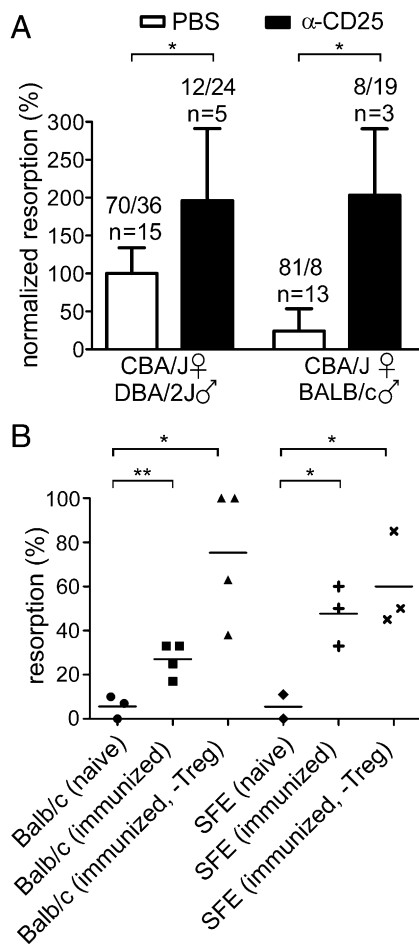 A
PBS α-CD25
* *
12/24 8/19
n=5 n=3
70/36
n=15
81/8
n=13
normalized resorption (%)
300
200
150
100
50
0
CBA/J♀ CBA/J ♀
DBA/2J♂ BALB/c♂
B
* *
** *
resorption (%)
100
80
60
40
20
0
Balb/c (naive)
Balb/c (immunized)
Balb/c (immunized, -Treg)
SFE (naive)
SFE (immunized)
SFE (immunized, -Treg)